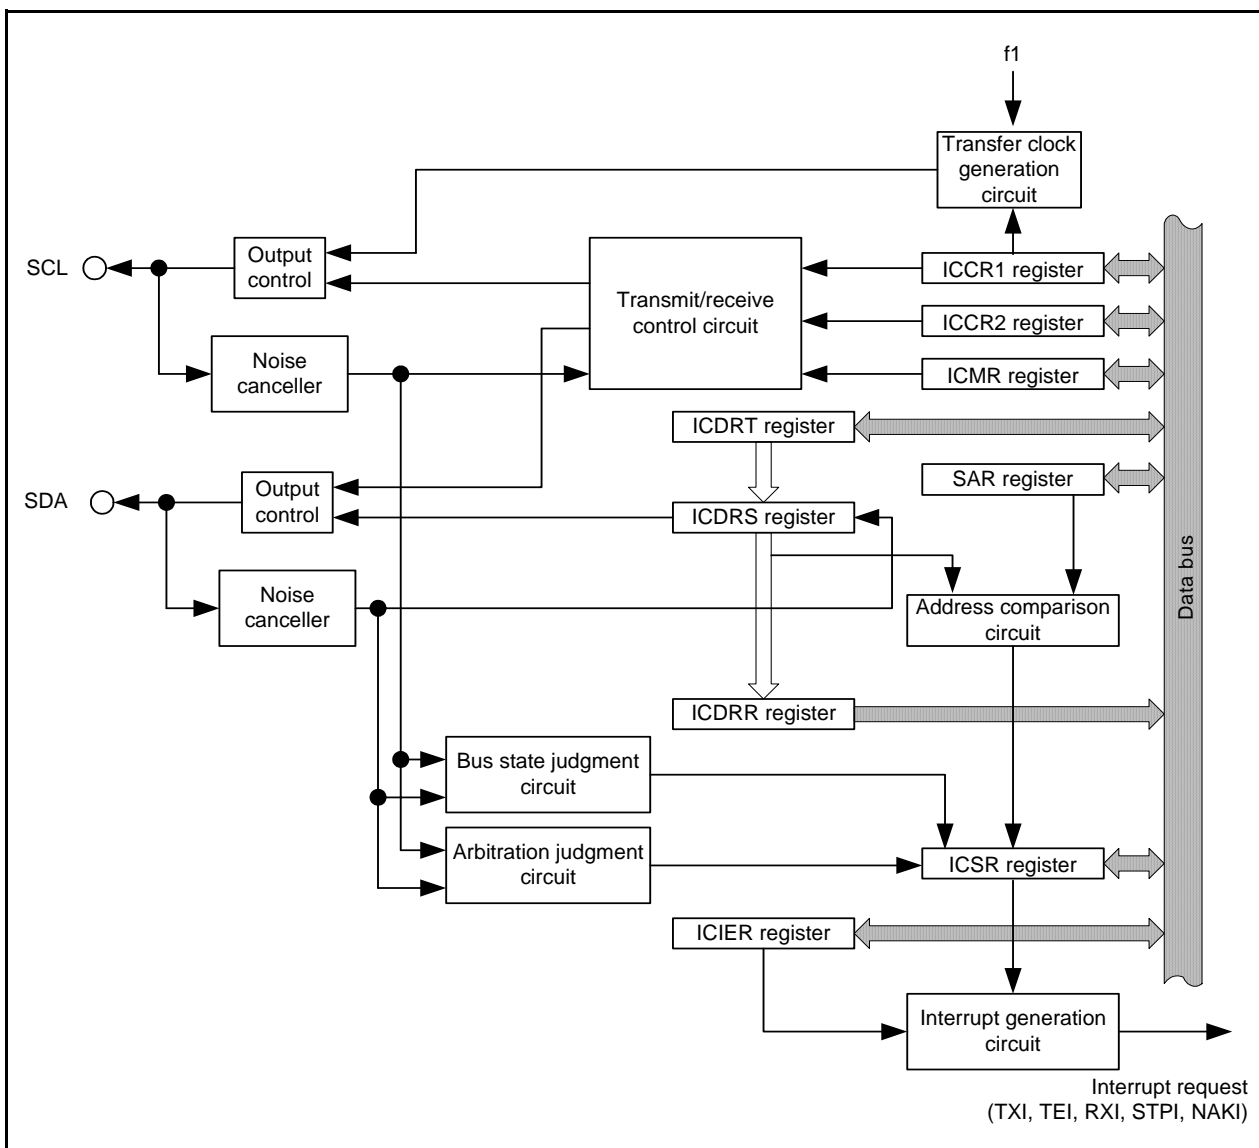 f1
Transfer clock
generation
circuit
SCL
Output
control
Transmit/receive
control circuit
ICCR1 register
ICCR2 register
Noise
canceller
ICMR register
ICDRT register
SAR register
SDA
Output
control
ICDRS register
Data bus
Noise
canceller
Address comparison
circuit
ICDRR register
Bus state judgment
circuit
Arbitration judgment
circuit
ICSR register
ICIER register
Interrupt generation
circuit
Interrupt request
(TXI, TEI, RXI, STPI, NAKI)